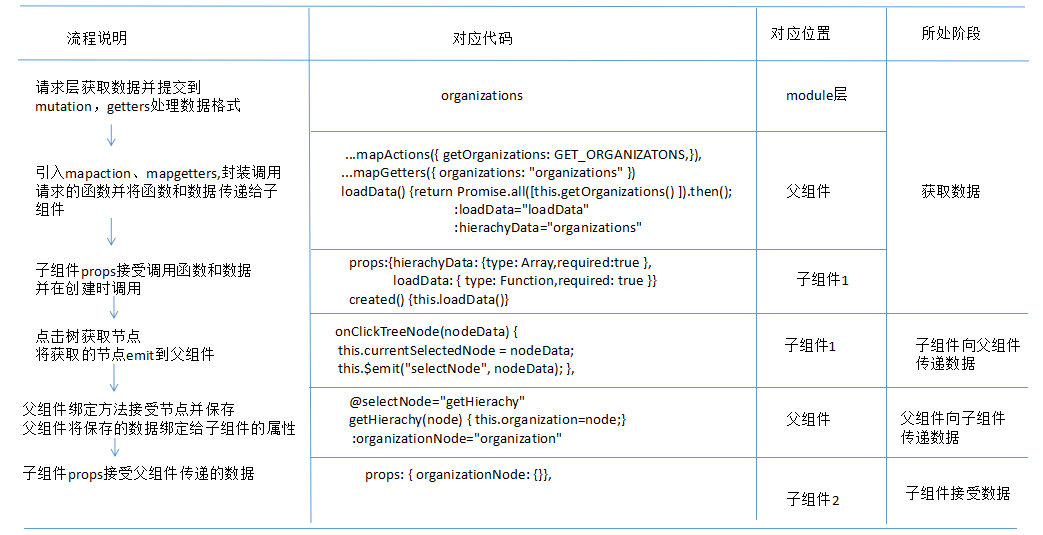 流程说明
对应代码
对应位置
所处阶段
请求层获取数据并提交到
mutation，getters处理数据格式
organizations
module层
引入mapaction、mapgetters,封装调用
请求的函数并将函数和数据传递给子
组件
...mapActions({ getOrganizations: GET_ORGANIZATONS,}),
...mapGetters({ organizations: "organizations" })
loadData() {return Promise.all([this.getOrganizations() ]).then();
:loadData="loadData"
:hierachyData="organizations"
父组件
获取数据
子组件props接受调用函数和数据
并在创建时调用
props:{hierachyData: {type: Array,required:true },
loadData: { type: Function,required: true }}
created() {this.loadData()}
子组件1
点击树获取节点
将获取的节点emit到父组件
onClickTreeNode(nodeData) {
this.currentSelectedNode = nodeData;
this.$emit("selectNode", nodeData); },
子组件1
子组件向父组件
传递数据
父组件绑定方法接受节点并保存
父组件将保存的数据绑定给子组件的属性
@selectNode="getHierachy"
getHierachy(node) { this.organization=node;}
:organizationNode="organization"
父组件
父组件向子组件
传递数据
子组件props接受父组件传递的数据
props: { organizationNode: {}},
子组件2
子组件接受数据